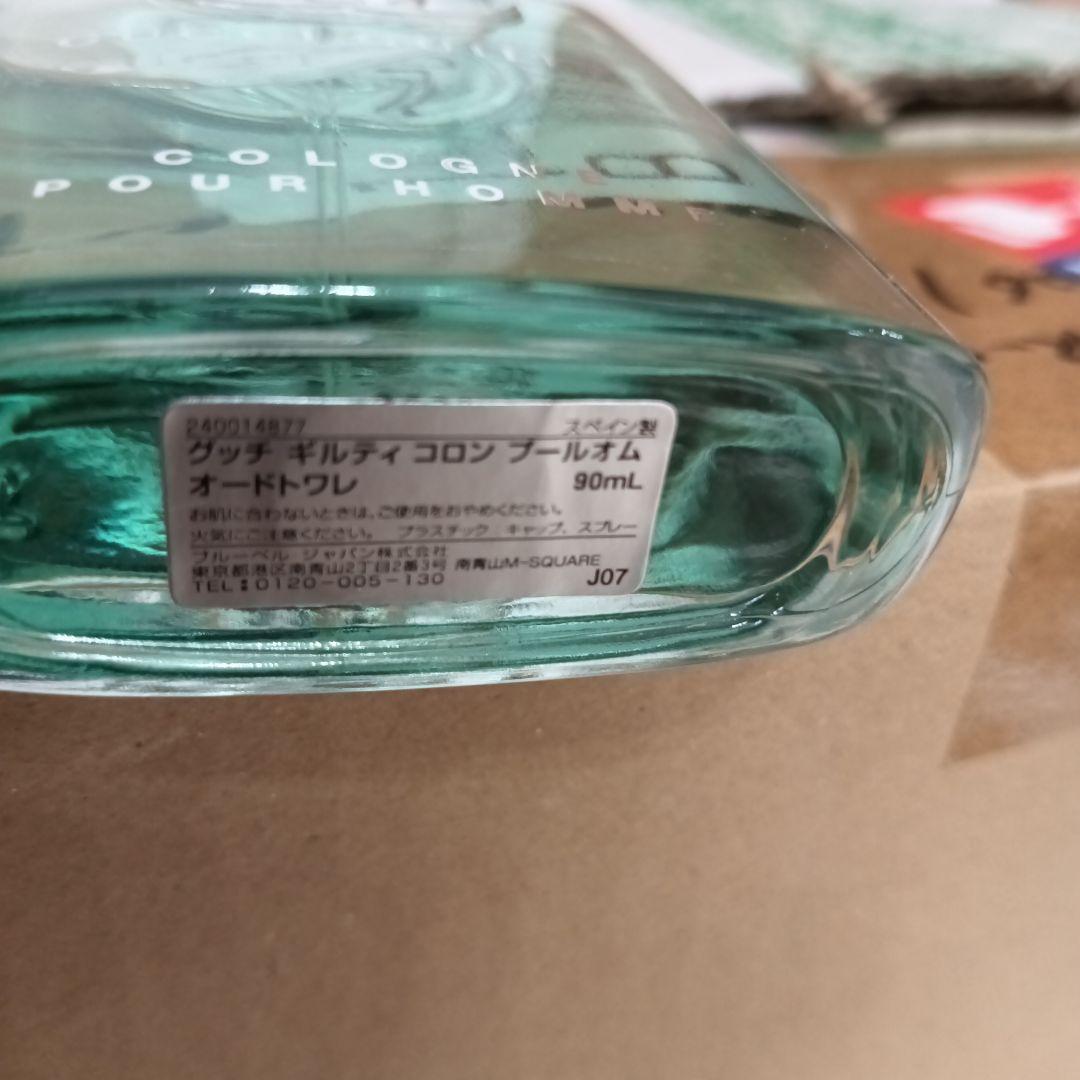 COLOGNE
POUR HOMME
240014877 スペイン製
グッチ ギルティ コロン プールオム
オードトワレ 90mL
お肌に合わないときは、ご使用をおやめください。
火気にご注意ください。 プラスチック：キャップ、スプレー
ブルーベル ジャパン株式会社
東京都港区南青山2丁目2番3号 南青山M-SQUARE
TEL：0120-005-130 J07